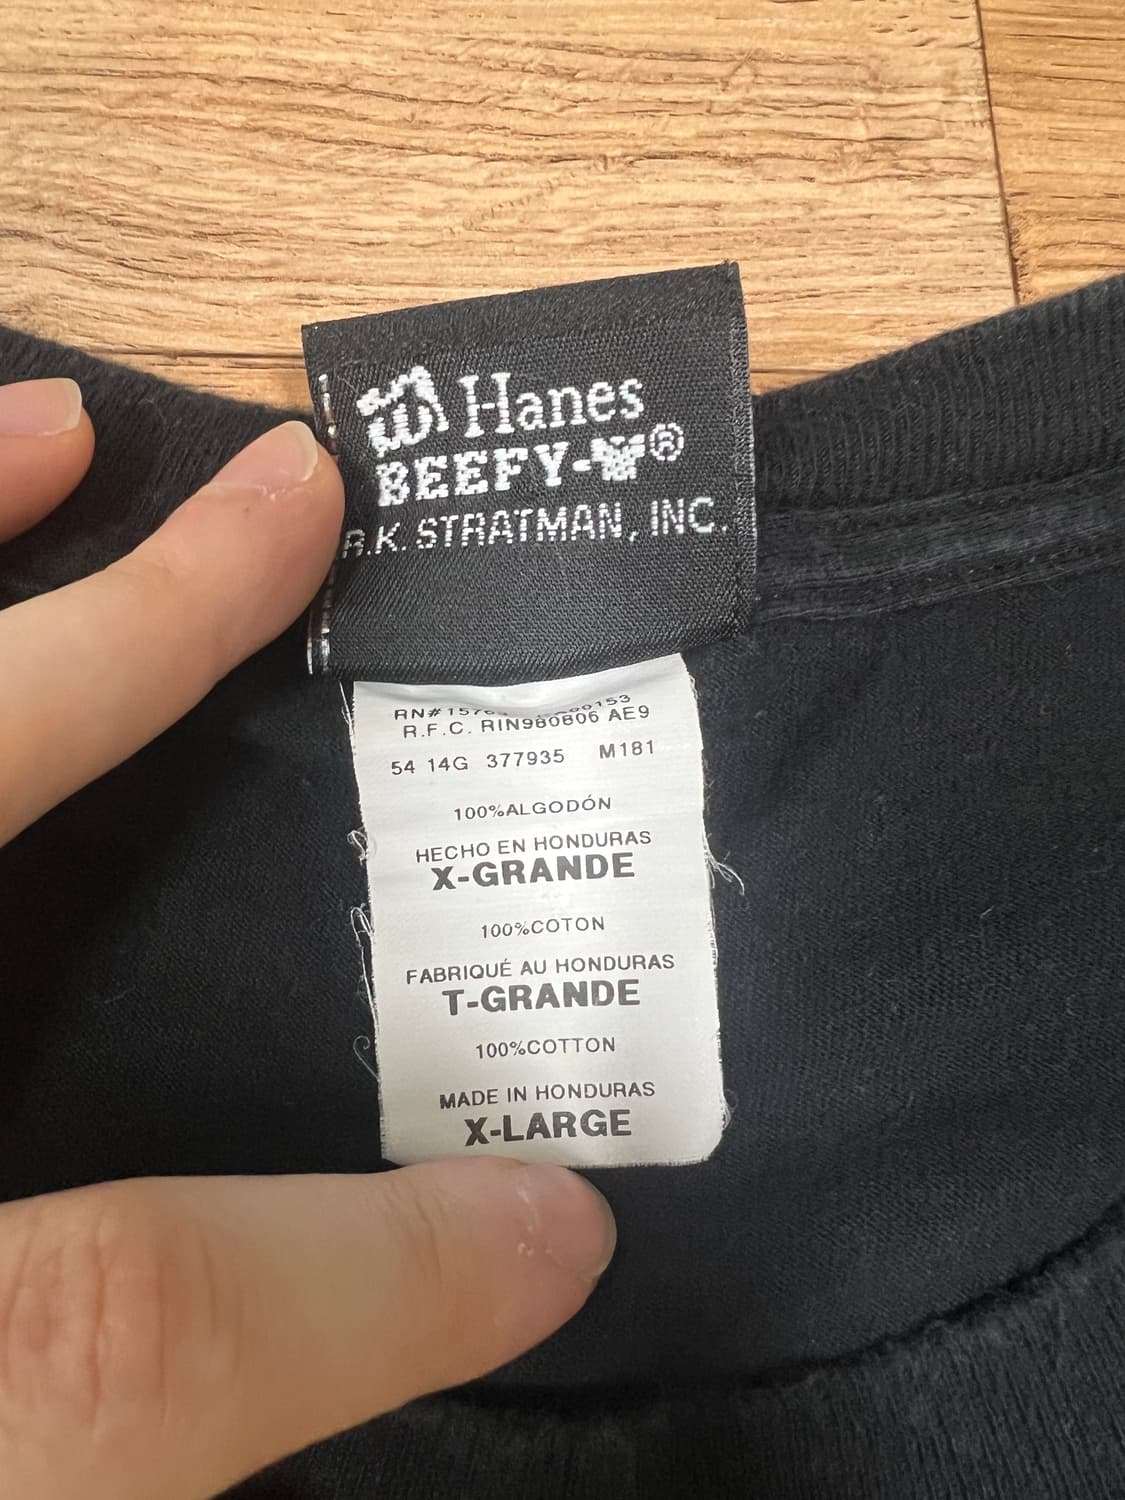 Hanes
BEEFY-T®
R.K. STRATMAN, INC.
RN#
R.F.C. RIN980806 AE9
54 14G 377935 M181
100%ALGODÓN
HECHO EN HONDURAS
X-GRANDE
100%COTON
FABRIQUÉ AU HONDURAS
T-GRANDE
100%COTTON
MADE IN HONDURAS
X-LARGE